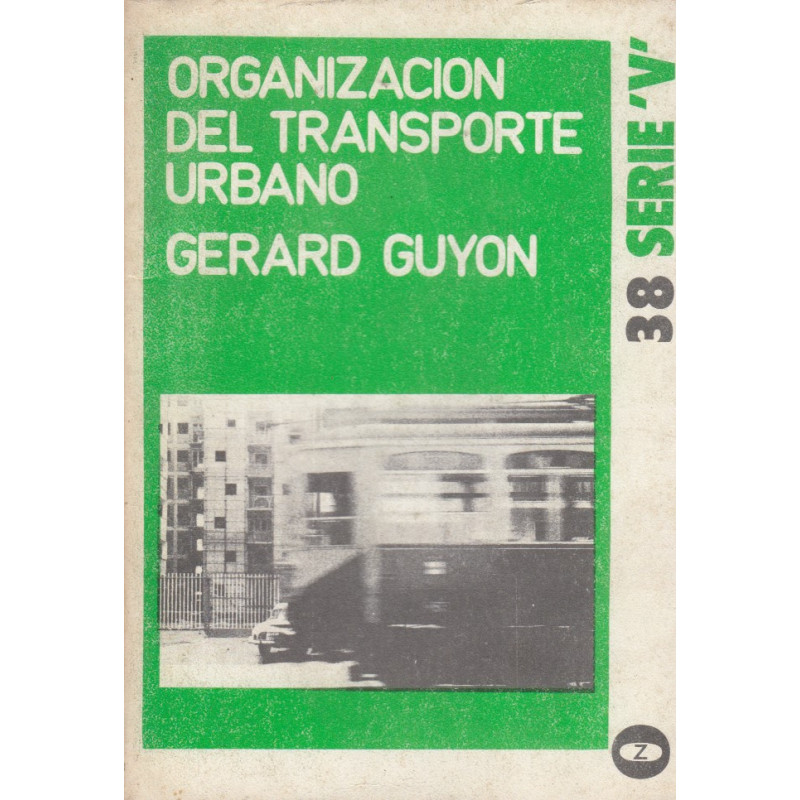 ORGANIZACION
DEL TRANSPORTE
URBANO
GERARD GUYON
38 SERIE 'V'
Z